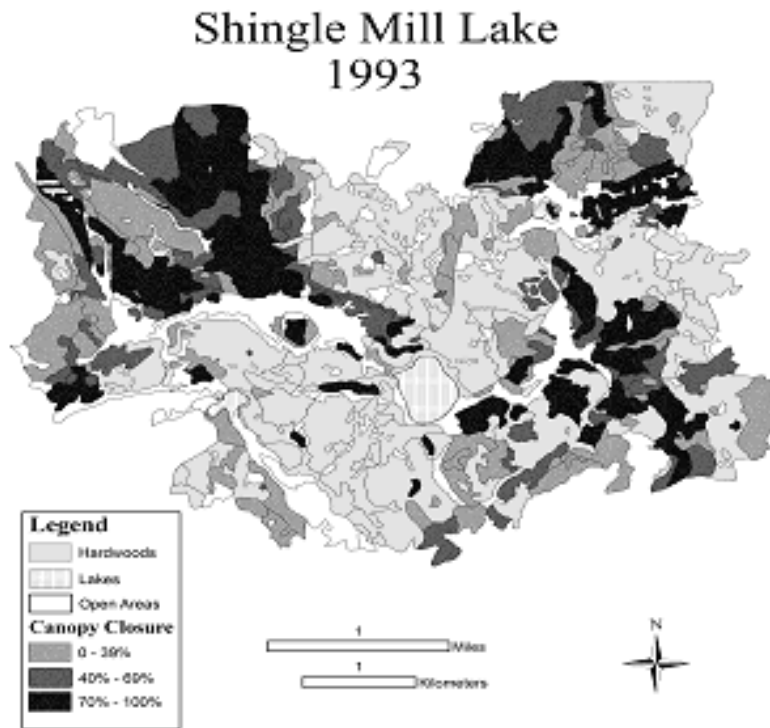 Shingle Mill Lake
1993
Legend
Hardwoods
Lakes
Open Areas
Canopy Closure
0 - 39%
40% - 69%
70% - 100%
1
Miles
1
Kilometers
N